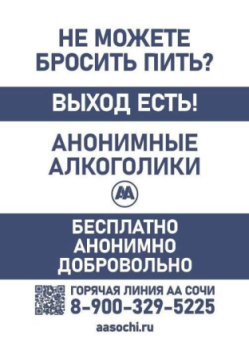 НЕ МОЖЕТЕ
БРОСИТЬ ПИТЬ?
ВЫХОД ЕСТЬ!
АНОНИМНЫЕ
АЛКОГОЛИКИ
АА
БЕСПЛАТНО
АНОНИМНО
ДОБРОВОЛЬНО
ГОРЯЧАЯ ЛИНИЯ АА СОЧИ
8-900-329-5225
aasochi.ru